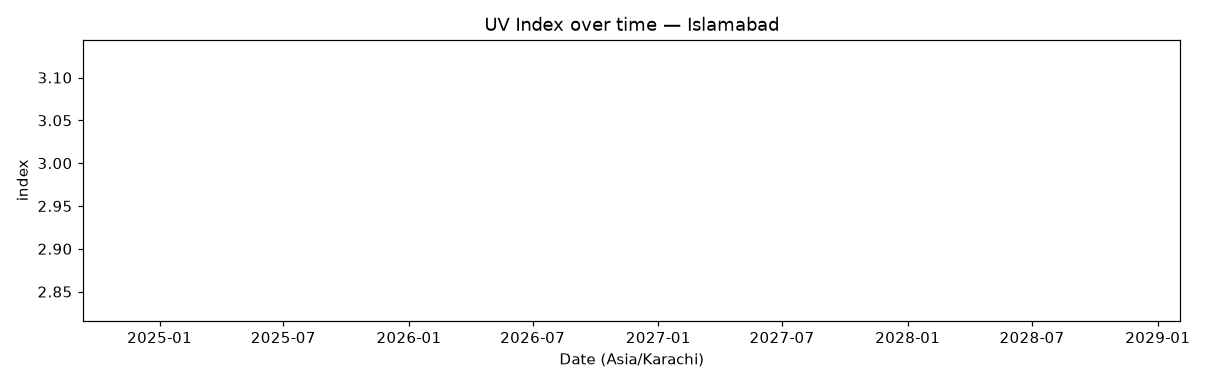 UV Index over time — Islamabad
3.10
3.05
3.00
2.95
2.90
2.85
index
2025-01 2025-07 2026-01 2026-07 2027-01 2027-07 2028-01 2028-07 2029-01
Date (Asia/Karachi)